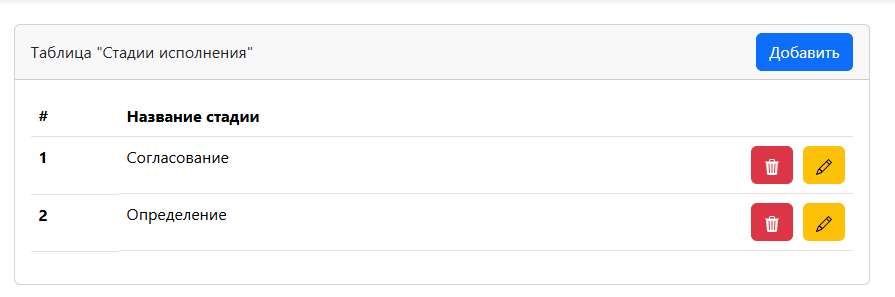 Таблица "Стадии исполнения"
Добавить
# Название стадии
1 Согласование
2 Определение